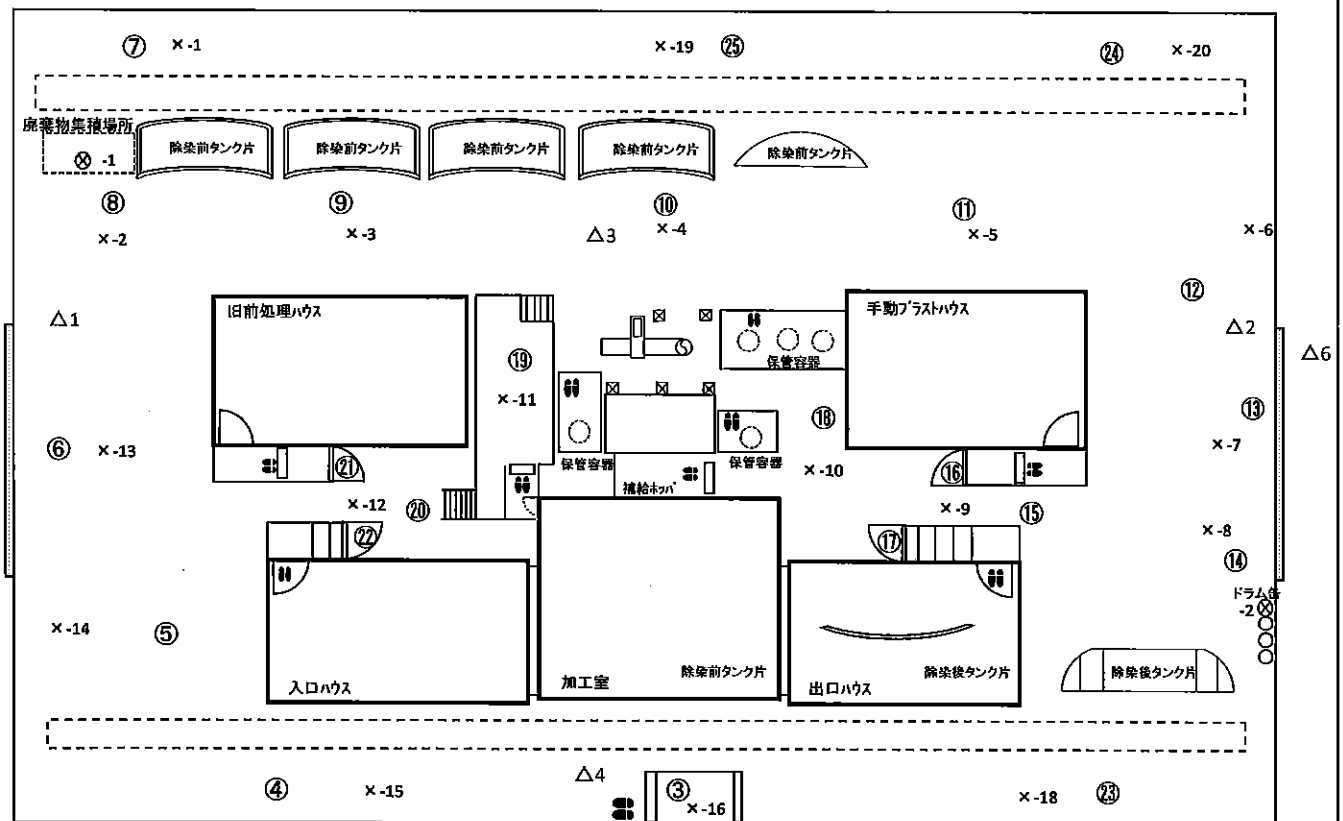 ⑦ ×-1 ×-19 ㉕ ㉔ ×-20
廃棄物集積場所
⊗ -1
除染前タンク片
除染前タンク片
除染前タンク片
除染前タンク片
除染前タンク片
⑧ ⑨ ⑩ ⑪
×-2 ×-3 △3 ×-4 ×-5 ×-6
⑫
△1 旧前処理ハウス 手動ブラストハウス △2
△6
⑲ 保管容器
×-11 ⑱ ⑬
⑥ ×-13 ×-7
㉑ 保管容器 保管容器 ×-10 ⑯
補給ホッパ
×-12 ⑳ ×-9 ⑮
㉒ ⑰ ×-8
⑭
ドラム缶
-2⊗
×-14 ⑤
入口ハウス
加工室
除染前タンク片
出口ハウス
除染後タンク片
除染後タンク片
④ ×-15 △4 ③ ×-16 ×-18 ㉓